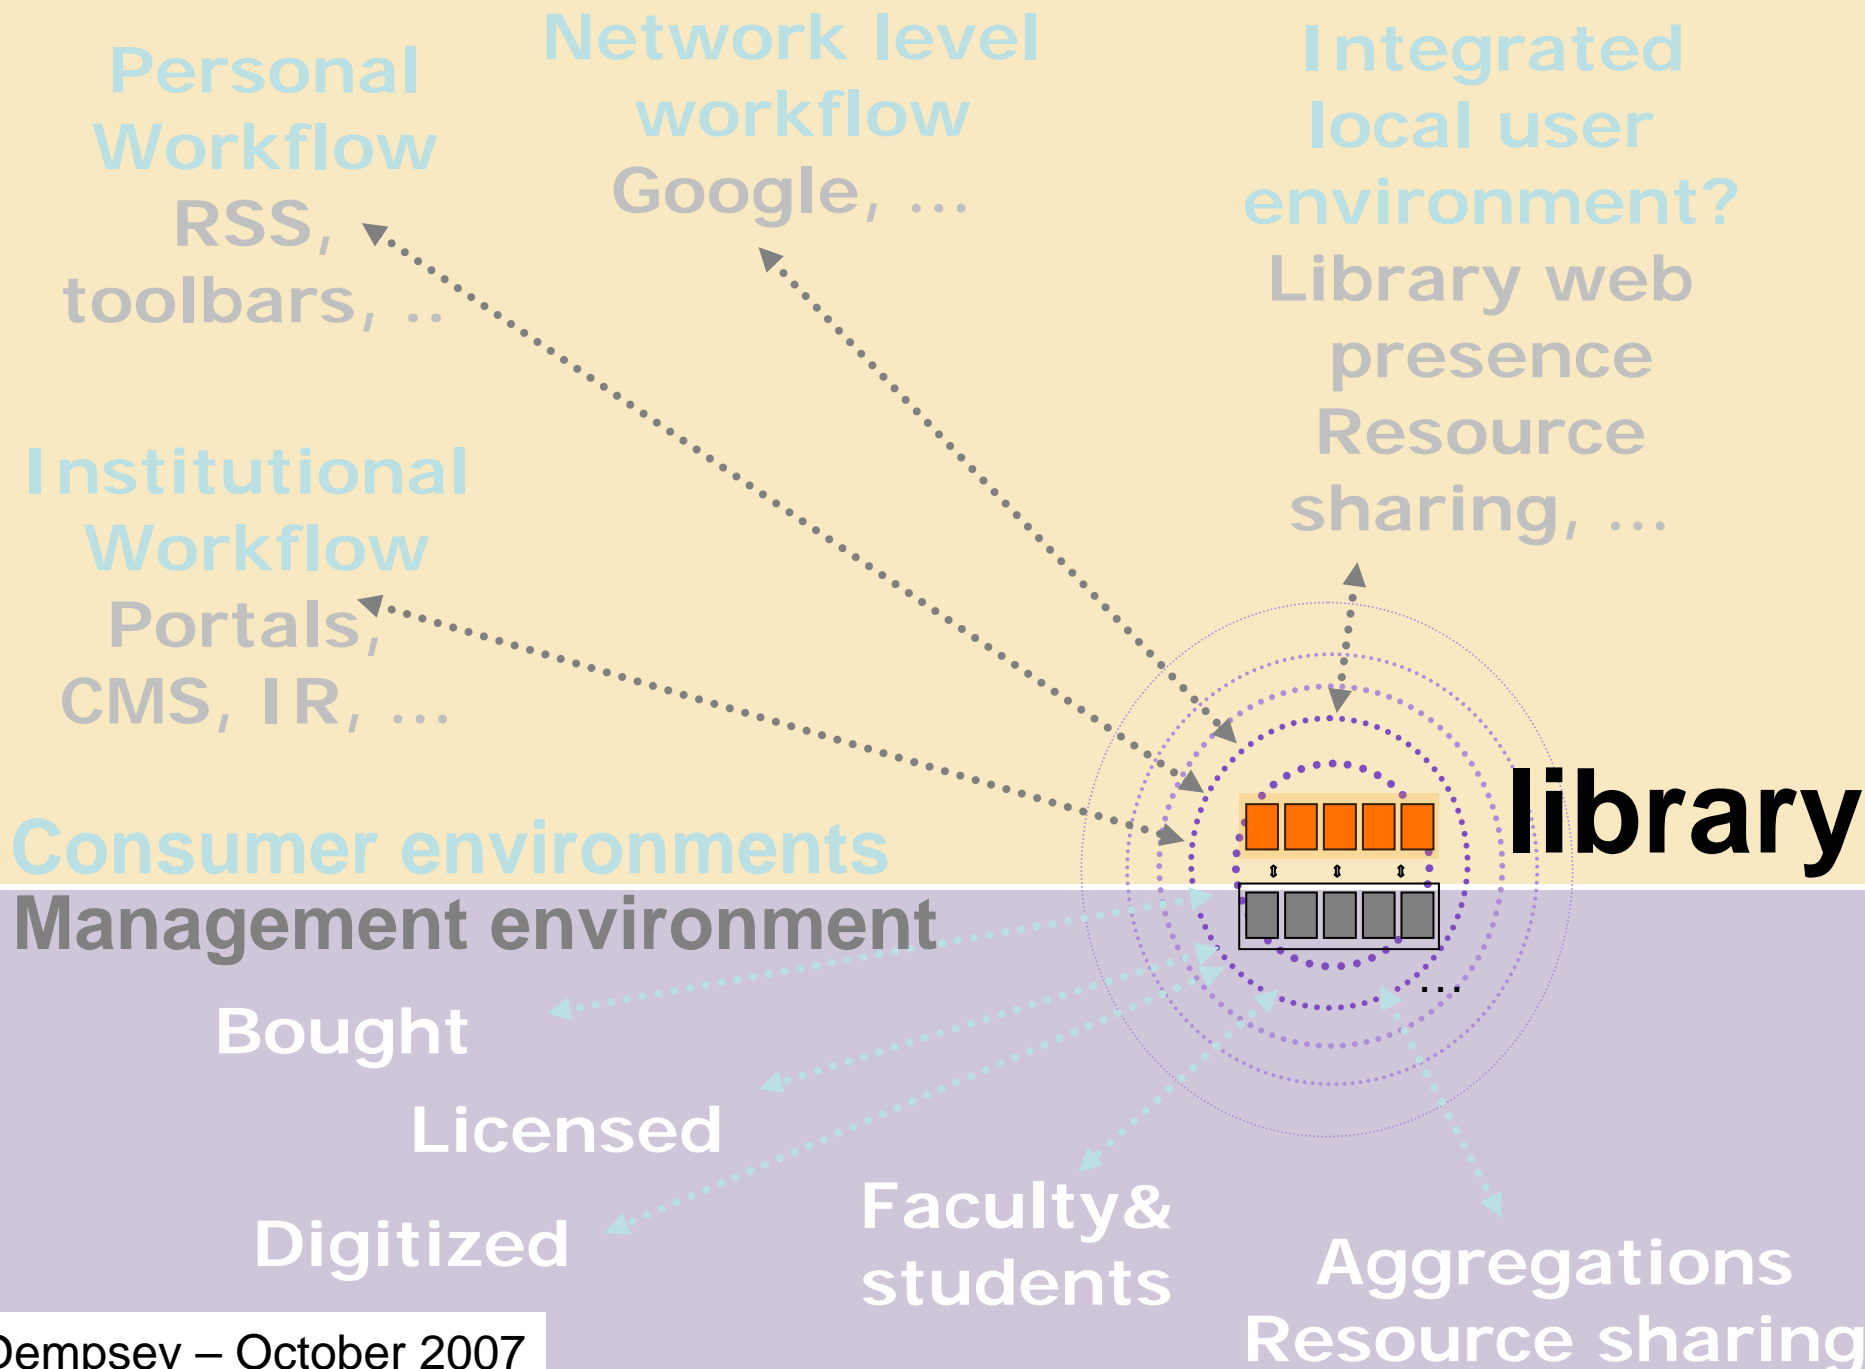 Personal
Workflow
RSS,
toolbars, ..
Network level
workflow
Google, ...
Integrated
local user
environment?
Library web
presence
Resource
sharing, ...
Institutional
Workflow
Portals,
CMS, IR, ...
library
Consumer environments
Management environment
...
Bought
Licensed
Digitized
Faculty&
students
Aggregations
Resource sharing
Dempsey – October 2007